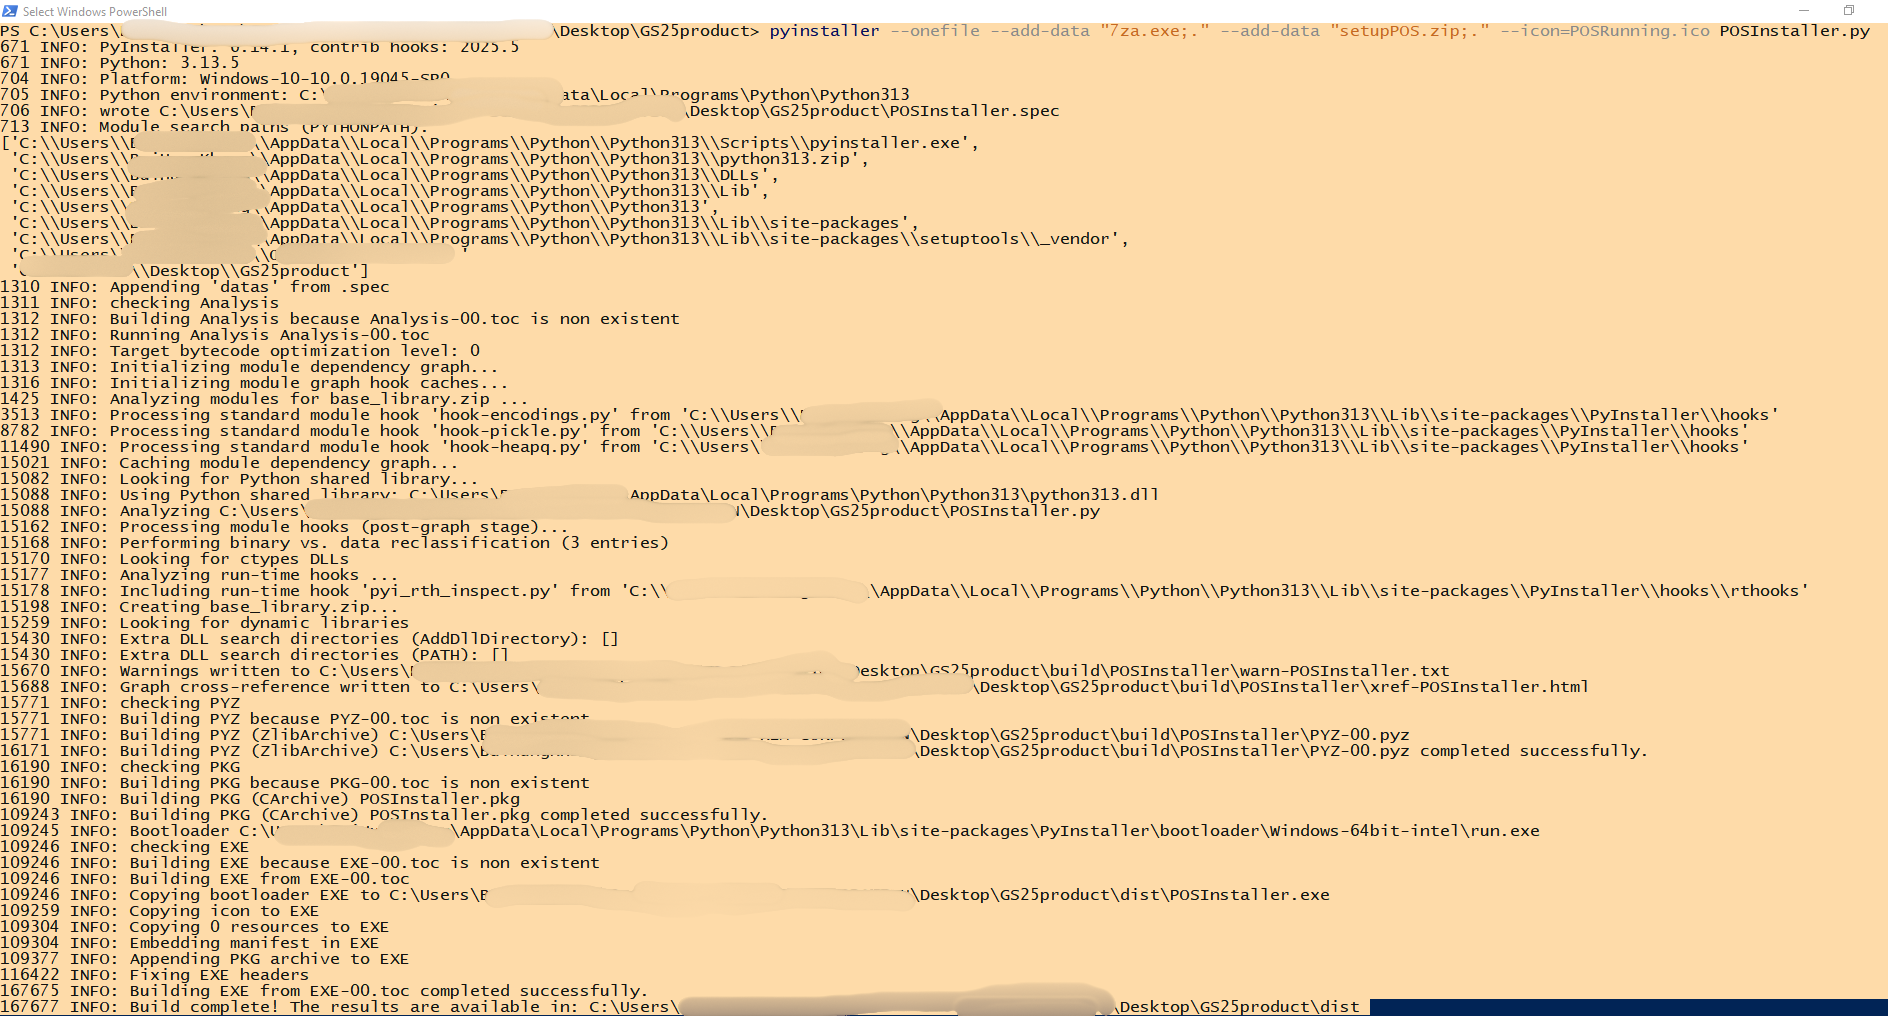 Select Windows PowerShell
PS C:\Users\ \Desktop\GS25product> pyinstaller --onefile --add-data "7za.exe;." --add-data "setupPOS.zip;." --icon=POSRunning.ico POSInstaller.py
671 INFO: PyInstaller: 6.14.1, contrib hooks: 2025.5
671 INFO: Python: 3.13.5
704 INFO: Platform: Windows-10-10.0.19045-SP0
705 INFO: Python environment: C:\ ata\Local\Programs\Python\Python313
706 INFO: wrote C:\Users\ \Desktop\GS25product\POSInstaller.spec
713 INFO: Module search paths (PYTHONPATH):
['C:\\Users\\ \\AppData\\Local\\Programs\\Python\\Python313\\Scripts\\pyinstaller.exe',
'C:\\Users\\ \\AppData\\Local\\Programs\\Python\\Python313\\python313.zip',
'C:\\Users\\ \\AppData\\Local\\Programs\\Python\\Python313\\DLLs',
'C:\\Users\\ \\AppData\\Local\\Programs\\Python\\Python313\\Lib',
'C:\\Users\\ \\AppData\\Local\\Programs\\Python\\Python313',
'C:\\Users\\ \\AppData\\Local\\Programs\\Python\\Python313\\Lib\\site-packages',
'C:\\Users\\ \\AppData\\Local\\Programs\\Python\\Python313\\Lib\\site-packages\\setuptools\\_vendor',
'C:\\Users\ \\ '
' \\Desktop\\GS25product']
1310 INFO: Appending 'datas' from .spec
1311 INFO: checking Analysis
1312 INFO: Building Analysis because Analysis-00.toc is non existent
1312 INFO: Running Analysis Analysis-00.toc
1312 INFO: Target bytecode optimization level: 0
1313 INFO: Initializing module dependency graph...
1316 INFO: Initializing module graph hook caches...
1425 INFO: Analyzing modules for base_library.zip ...
3513 INFO: Processing standard module hook 'hook-encodings.py' from 'C:\\Users\\ \\AppData\\Local\\Programs\\Python\\Python313\\Lib\\site-packages\\PyInstaller\\hooks'
8782 INFO: Processing standard module hook 'hook-pickle.py' from 'C:\\Users\\ \\AppData\\Local\\Programs\\Python\\Python313\\Lib\\site-packages\\PyInstaller\\hooks'
11490 INFO: Processing standard module hook 'hook-heapq.py' from 'C:\\Users\ \\AppData\\Local\\Programs\\Python\\Python313\\Lib\\site-packages\\PyInstaller\\hooks'
15021 INFO: Caching module dependency graph...
15082 INFO: Looking for Python shared library...
15088 INFO: Using Python shared library: C:\Users\ AppData\Local\Programs\Python\Python313\python313.dll
15088 INFO: Analyzing C:\Users\ \Desktop\GS25product\POSInstaller.py
15162 INFO: Processing module hooks (post-graph stage)...
15168 INFO: Performing binary vs. data reclassification (3 entries)
15170 INFO: Looking for ctypes DLLs
15177 INFO: Analyzing run-time hooks ...
15178 INFO: Including run-time hook 'pyi_rth_inspect.py' from 'C:\\ \\AppData\\Local\\Programs\\Python\\Python313\\Lib\\site-packages\\PyInstaller\\hooks\\rthooks'
15198 INFO: Creating base_library.zip...
15259 INFO: Looking for dynamic libraries
15430 INFO: Extra DLL search directories (AddDllDirectory): []
15430 INFO: Extra DLL search directories (PATH): []
15670 INFO: Warnings written to C:\Users\ Desktop\GS25product\build\POSInstaller\warn-POSInstaller.txt
15688 INFO: Graph cross-reference written to C:\Users\ \Desktop\GS25product\build\POSInstaller\xref-POSInstaller.html
15771 INFO: checking PYZ
15771 INFO: Building PYZ because PYZ-00.toc is non existent
15771 INFO: Building PYZ (ZlibArchive) C:\Users\ \Desktop\GS25product\build\POSInstaller\PYZ-00.pyz
16171 INFO: Building PYZ (ZlibArchive) C:\Users\ \Desktop\GS25product\build\POSInstaller\PYZ-00.pyz completed successfully.
16190 INFO: checking PKG
16190 INFO: Building PKG because PKG-00.toc is non existent
16190 INFO: Building PKG (CArchive) POSInstaller.pkg
109243 INFO: Building PKG (CArchive) POSInstaller.pkg completed successfully.
109245 INFO: Bootloader C:\U \AppData\Local\Programs\Python\Python313\Lib\site-packages\PyInstaller\bootloader\Windows-64bit-intel\run.exe
109246 INFO: checking EXE
109246 INFO: Building EXE because EXE-00.toc is non existent
109246 INFO: Building EXE from EXE-00.toc
109246 INFO: Copying bootloader EXE to C:\Users\ \Desktop\GS25product\dist\POSInstaller.exe
109259 INFO: Copying icon to EXE
109304 INFO: Copying 0 resources to EXE
109304 INFO: Embedding manifest in EXE
109377 INFO: Appending PKG archive to EXE
116422 INFO: Fixing EXE headers
167675 INFO: Building EXE from EXE-00.toc completed successfully.
167677 INFO: Build complete! The results are available in: C:\Users\ \Desktop\GS25product\dist